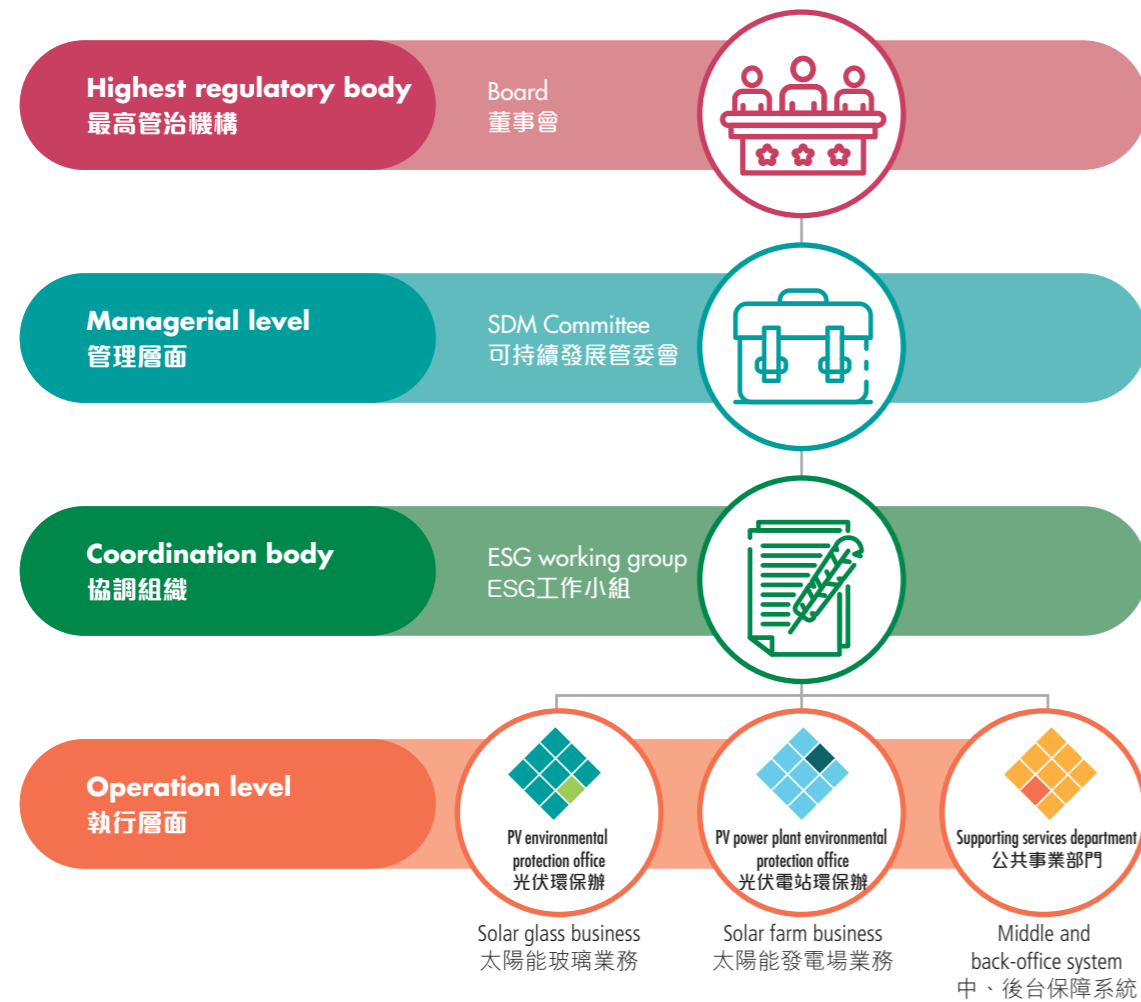 Highest regulatory body
最高管治機構
Board
董事會
Managerial level
管理層面
SDM Committee
可持續發展管委會
Coordination body
協調組織
ESG working group
ESG工作小組
Operation level
執行層面
PV environmental
protection office
光伏環保辦
PV power plant environmental
protection office
光伏電站環保辦
Supporting services department
公共事業部門
Solar glass business
太陽能玻璃業務
Solar farm business
太陽能發電場業務
Middle and
back-office system
中、後台保障系統